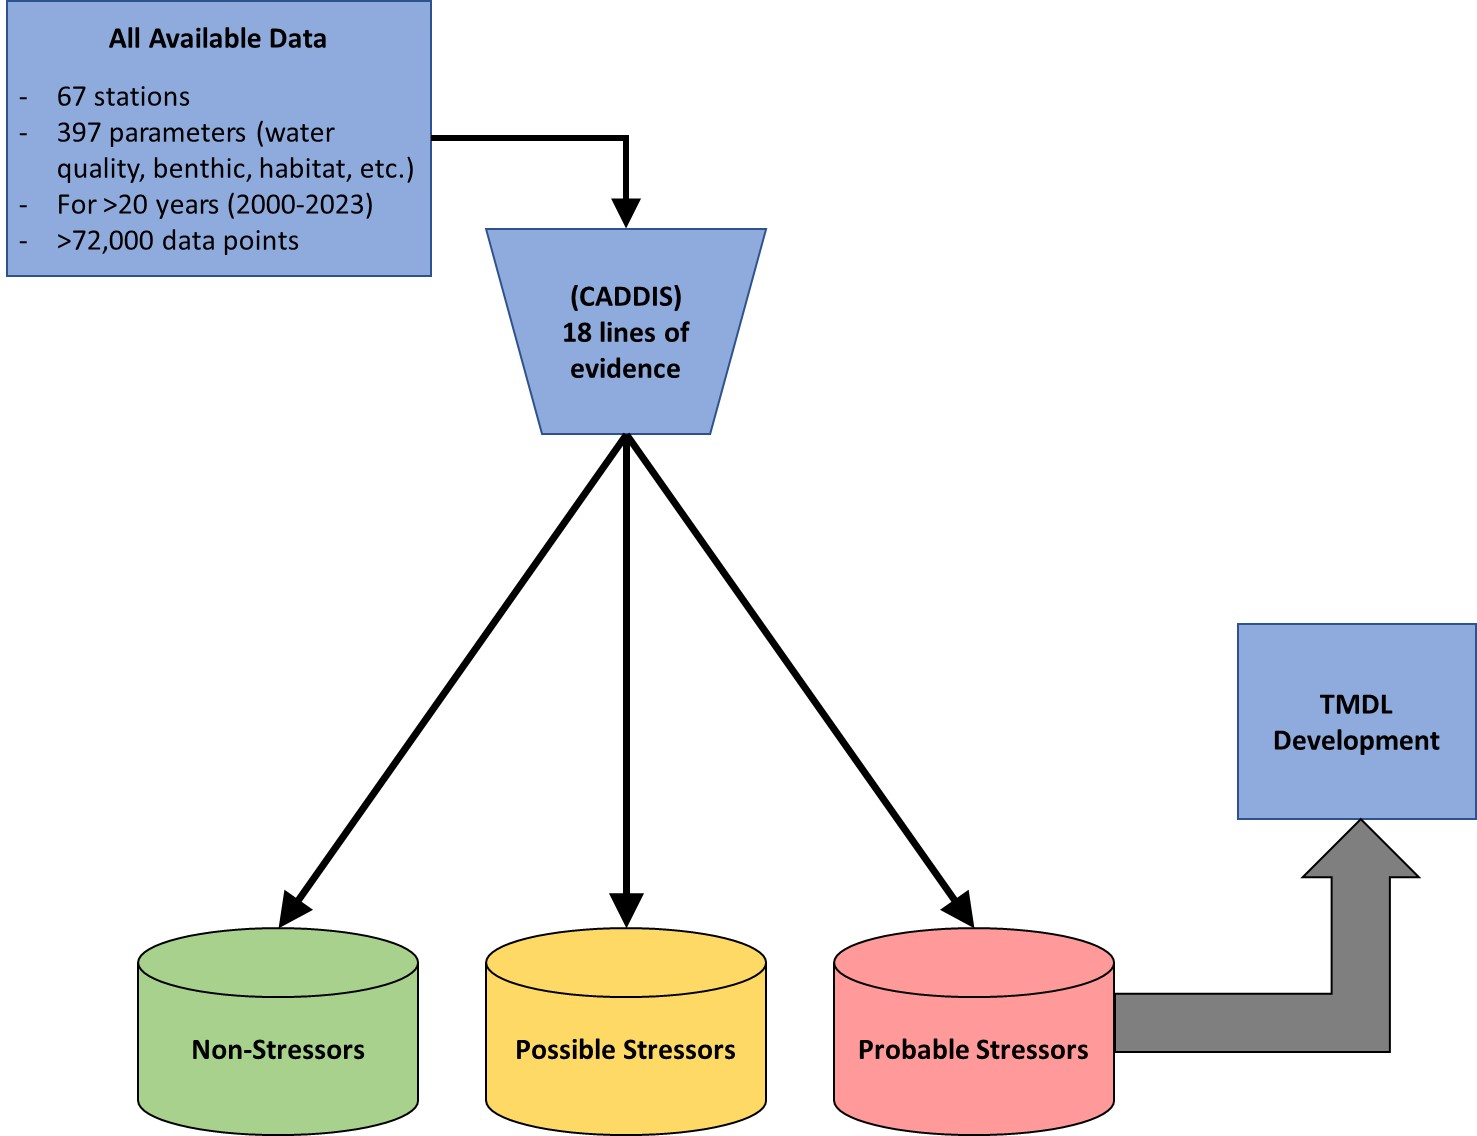 All Available Data
- 67 stations
- 397 parameters (water
quality, benthic, habitat, etc.)
- For >20 years (2000-2023)
- >72,000 data points
(CADDIS)
18 lines of
evidence
TMDL
Development
Non-Stressors
Possible Stressors
Probable Stressors